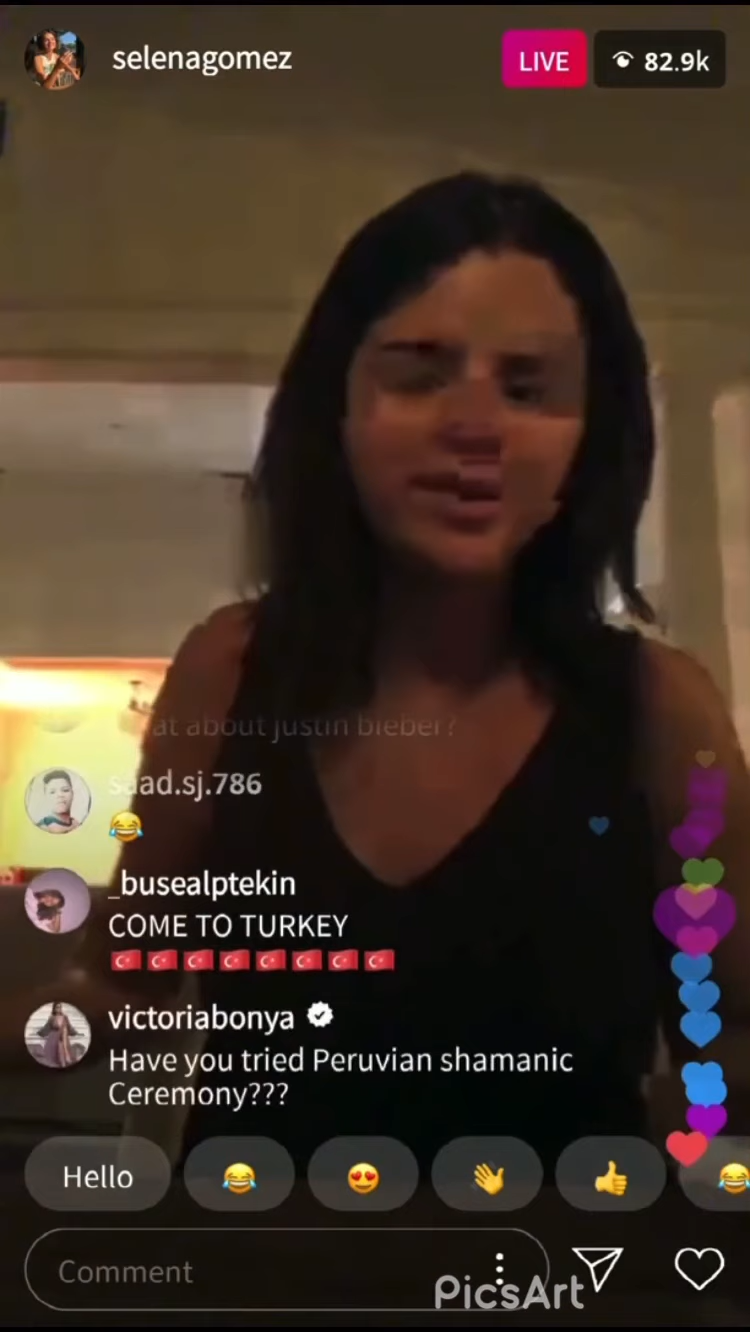 selenagomez
LIVE
82.9k
at about justin bieber?
saad.sj.786
😂
_busealptekin
COME TO TURKEY
🇹🇷🇹🇷🇹🇷🇹🇷🇹🇷🇹🇷🇹🇷🇹🇷
victoriabonya
Have you tried Peruvian shamanic
Ceremony???
Hello
Comment
PicsArt